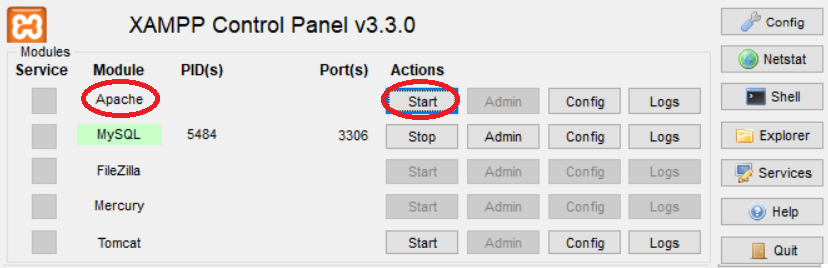 XAMPP Control Panel v3.3.0
Modules
Service Module PID(s) Port(s) Actions
Apache Start Admin Config Logs
MySQL 5484 3306 Stop Admin Config Logs
FileZilla Start Admin Config Logs
Mercury Start Admin Config Logs
Tomcat Start Admin Config Logs
Config
Netstat
Shell
Explorer
Services
Help
Quit